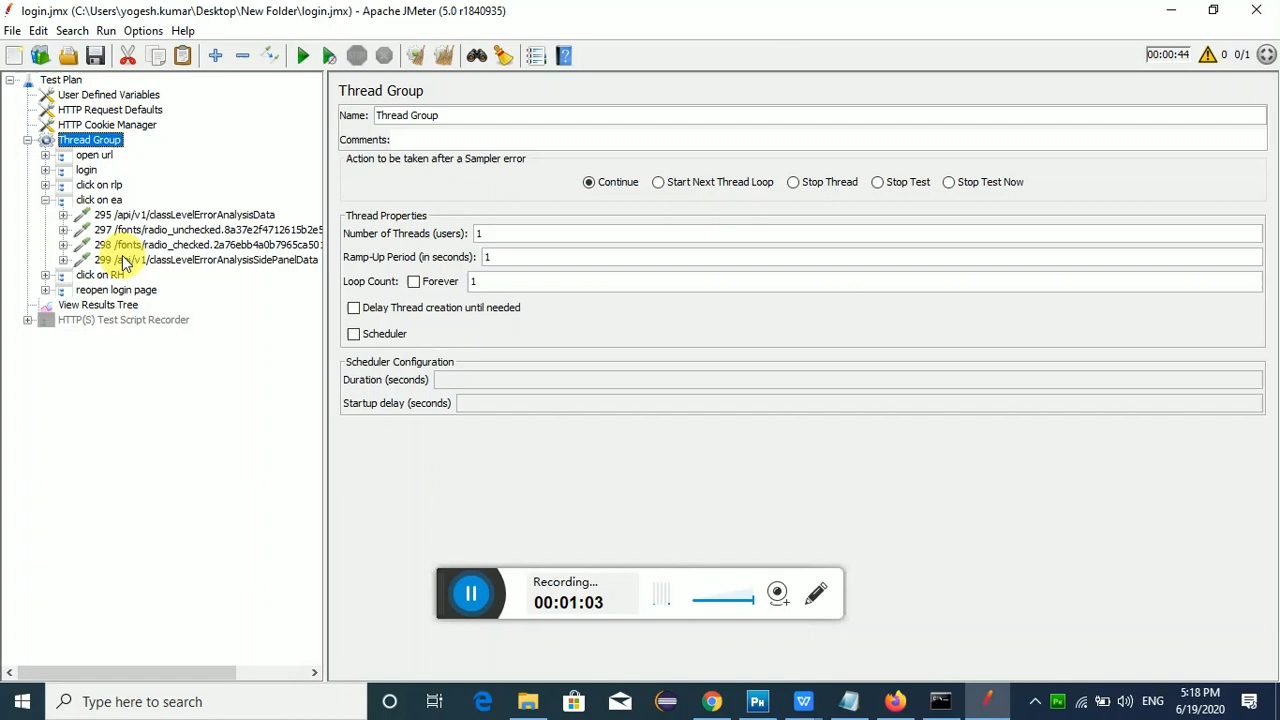 login.jmx (C:\Users\yogesh.kumar\Desktop\New Folder\login.jmx) - Apache JMeter (5.0 r1840935)
File Edit Search Run Options Help
00:00:44 0 0/1
Test Plan
User Defined Variables
HTTP Request Defaults
HTTP Cookie Manager
Thread Group
open url
login
click on rlp
click on ea
295 /api/v1/classLevelErrorAnalysisData
297 /fonts/radio_unchecked.8a37e2f4712615b2e5
298 /fonts/radio_checked.2a76ebb4a0b7965ca501
299 /api/v1/classLevelErrorAnalysisSidePanelData
click on RH
reopen login page
View Results Tree
HTTP(S) Test Script Recorder
Thread Group
Name: Thread Group
Comments:
Action to be taken after a Sampler error
Continue Start Next Thread Loop Stop Thread Stop Test Stop Test Now
Thread Properties
Number of Threads (users): 1
Ramp-Up Period (in seconds): 1
Loop Count: Forever 1
Delay Thread creation until needed
Scheduler
Scheduler Configuration
Duration (seconds)
Startup delay (seconds)
Recording...
00:01:03
Type here to search
ENG
5:18 PM
6/19/2020